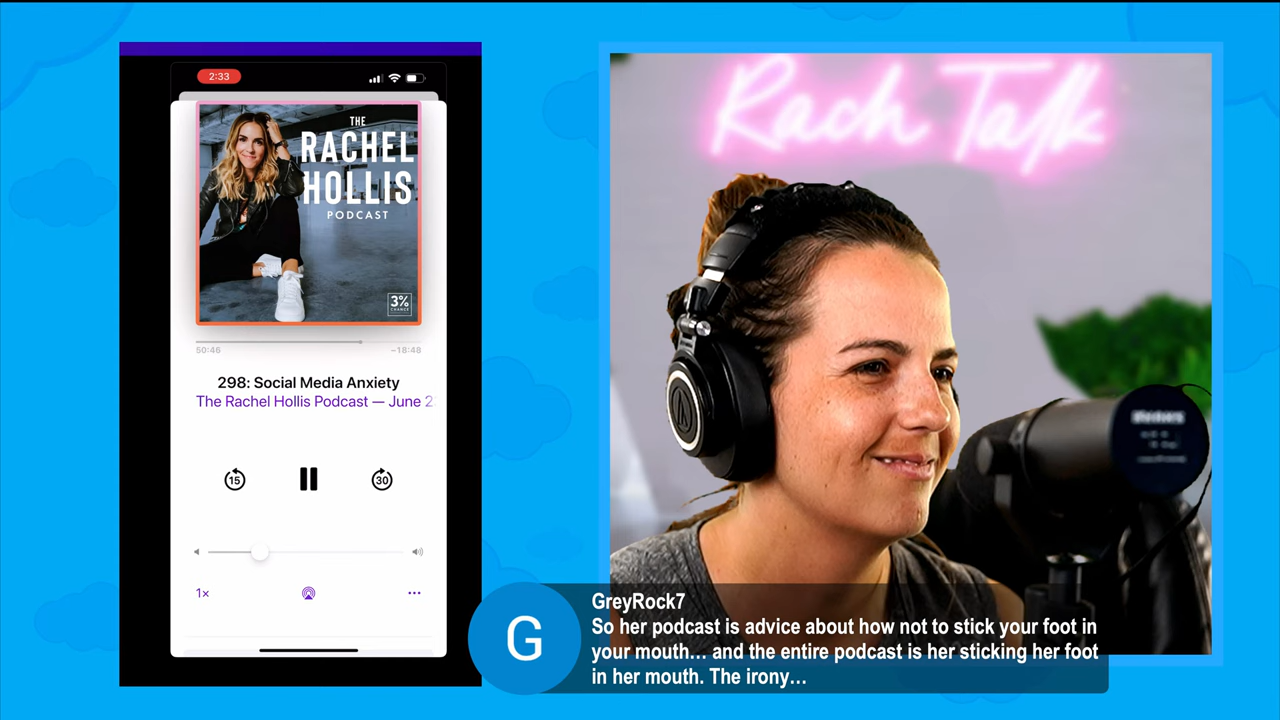 2:33
THE
RACHEL
HOLLIS
PODCAST
3%
CHANCE
50:46
-18:48
298: Social Media Anxiety
The Rachel Hollis Podcast — June 2
15
30
1×
Rach Talk
G
GreyRock7
So her podcast is advice about how not to stick your foot in
your mouth... and the entire podcast is her sticking her foot
in her mouth. The irony...